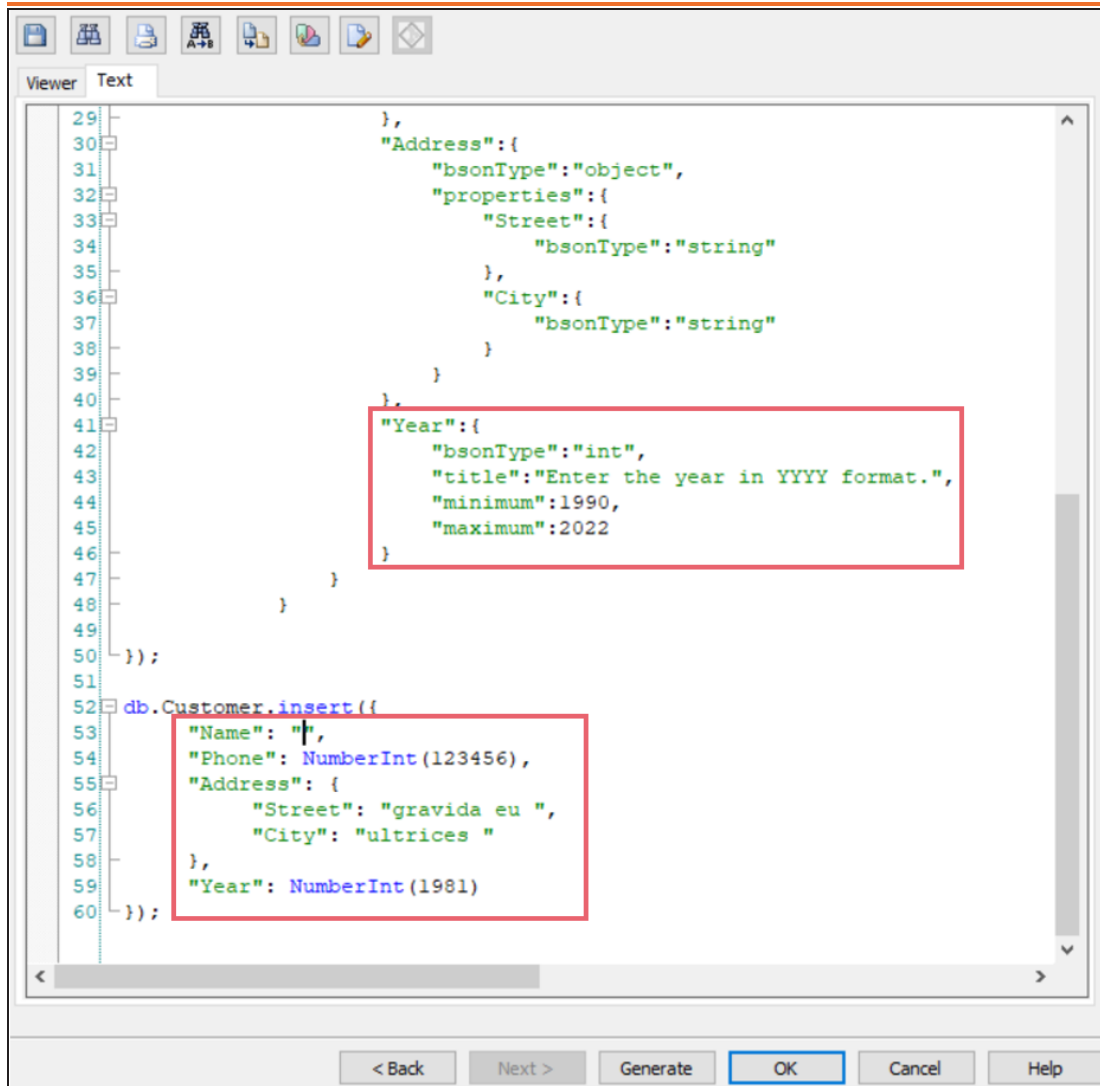 A→B
Viewer Text
29 },
30 "Address":{
31 "bsonType":"object",
32 "properties":{
33 "Street":{
34 "bsonType":"string"
35 },
36 "City":{
37 "bsonType":"string"
38 }
39 }
40 },
41 "Year":{
42 "bsonType":"int",
43 "title":"Enter the year in YYYY format.",
44 "minimum":1990,
45 "maximum":2022
46 }
47 }
48 }
49
50 });
51
52 db.Customer.insert({
53 "Name": "",
54 "Phone": NumberInt(123456),
55 "Address": {
56 "Street": "gravida eu ",
57 "City": "ultrices "
58 },
59 "Year": NumberInt(1981)
60 });
< Back Next > Generate OK Cancel Help